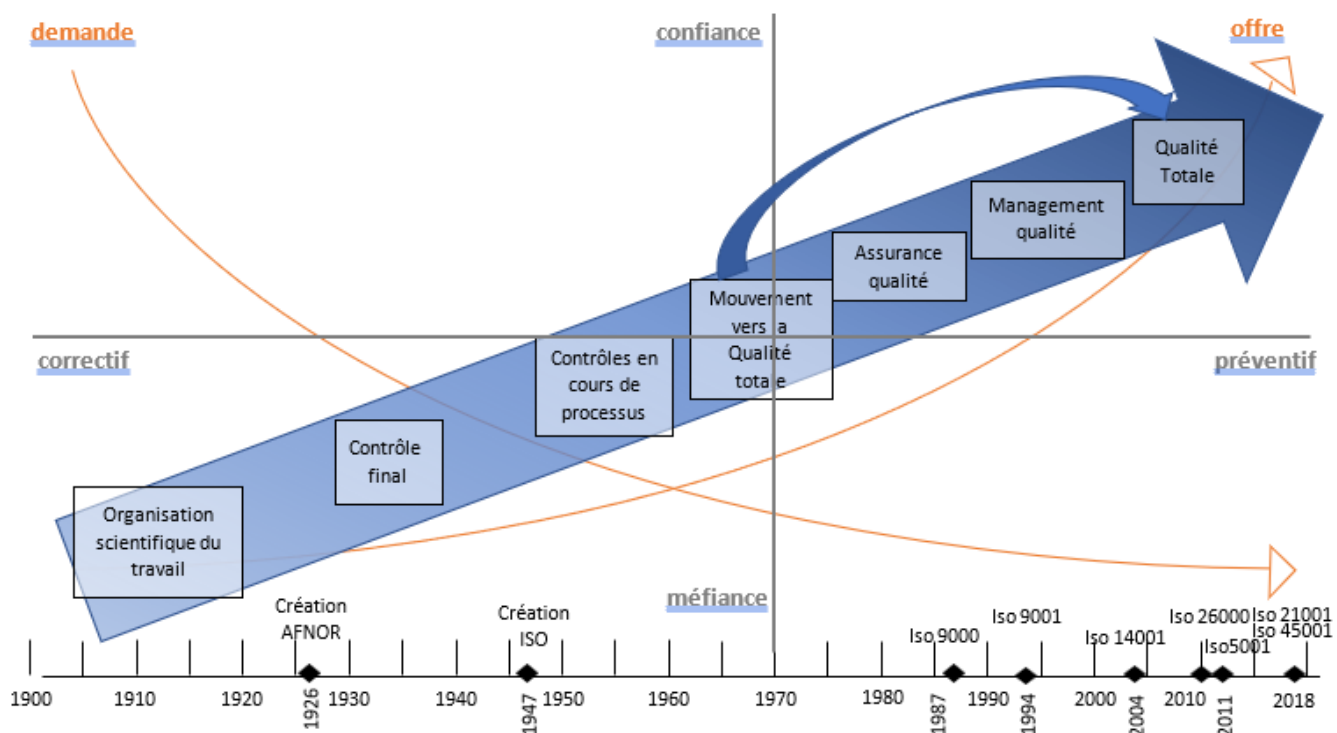 demande
confiance
offre
Qualité
Totale
Management
qualité
Assurance
qualité
Mouvement
vers a
Qualité
totale
correctif
préventif
Contrôles en
cours de
processus
Contrôle
final
Organisation
scientifique du
travail
méfiance
Création
AFNOR
Création
ISO
Iso 9000
Iso 9001
Iso 14001
Iso 26000
Iso5001
Iso 21001
Iso 45001
1900
1910
1920
1926
1930
1940
1947
1950
1960
1970
1980
1987
1990
1994
2000
2004
2010
2011
2018